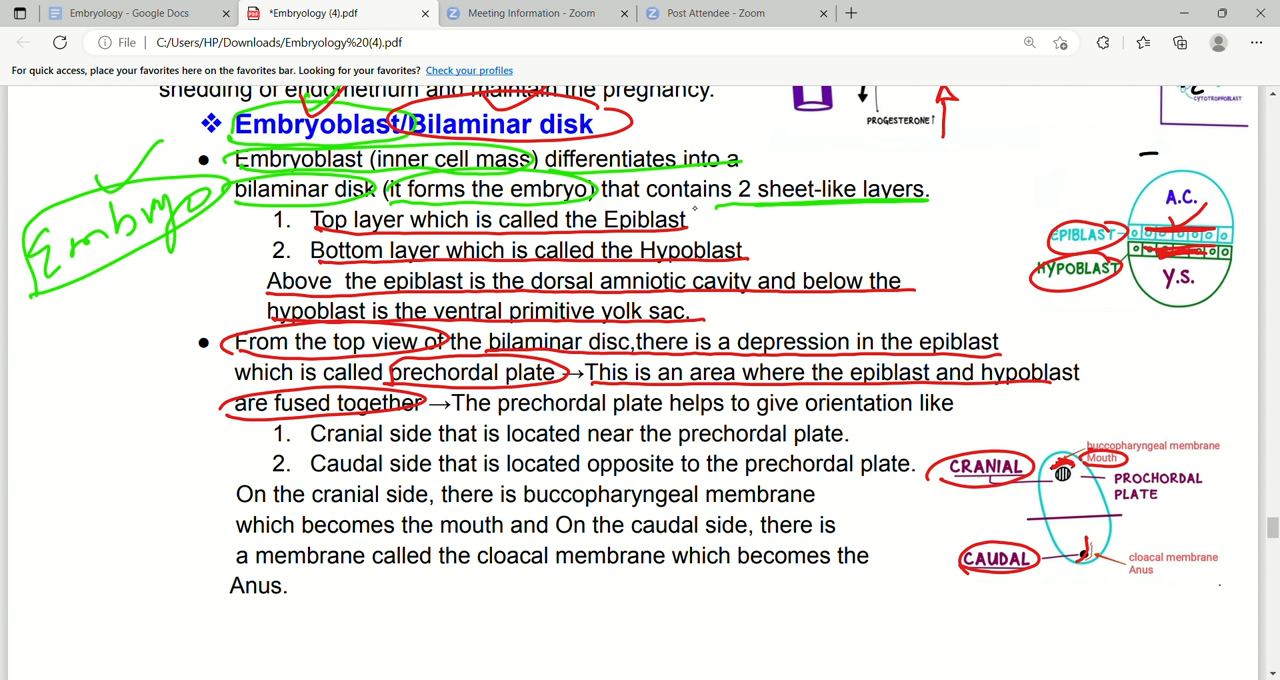 Embryology - Google Docs
*Embryology (4).pdf
Meeting Information - Zoom
Post Attendee - Zoom
File
C:/Users/HP/Downloads/Embryology%20(4).pdf
For quick access, place your favorites here on the favorites bar. Looking for your favorites? Check your profiles
shedding of endometrium and maintain the pregnancy.
PROGESTERONE↑
CYTOTROPHOBLAST
❖ Embryoblast/Bilaminar disk
● Embryoblast (inner cell mass) differentiates into a
bilaminar disk (it forms the embryo) that contains 2 sheet-like layers.
1. Top layer which is called the Epiblast
2. Bottom layer which is called the Hypoblast
Above the epiblast is the dorsal amniotic cavity and below the
hypoblast is the ventral primitive yolk sac.
Embryo
A.C.
EPIBLAST
HYPOBLAST
Y.S.
● From the top view of the bilaminar disc,there is a depression in the epiblast
which is called prechordal plate →This is an area where the epiblast and hypoblast
are fused together →The prechordal plate helps to give orientation like
1. Cranial side that is located near the prechordal plate.
2. Caudal side that is located opposite to the prechordal plate.
On the cranial side, there is buccopharyngeal membrane
which becomes the mouth and On the caudal side, there is
a membrane called the cloacal membrane which becomes the
Anus.
buccopharyngeal membrane
Mouth
CRANIAL
PROCHORDAL
PLATE
CAUDAL
cloacal membrane
Anus